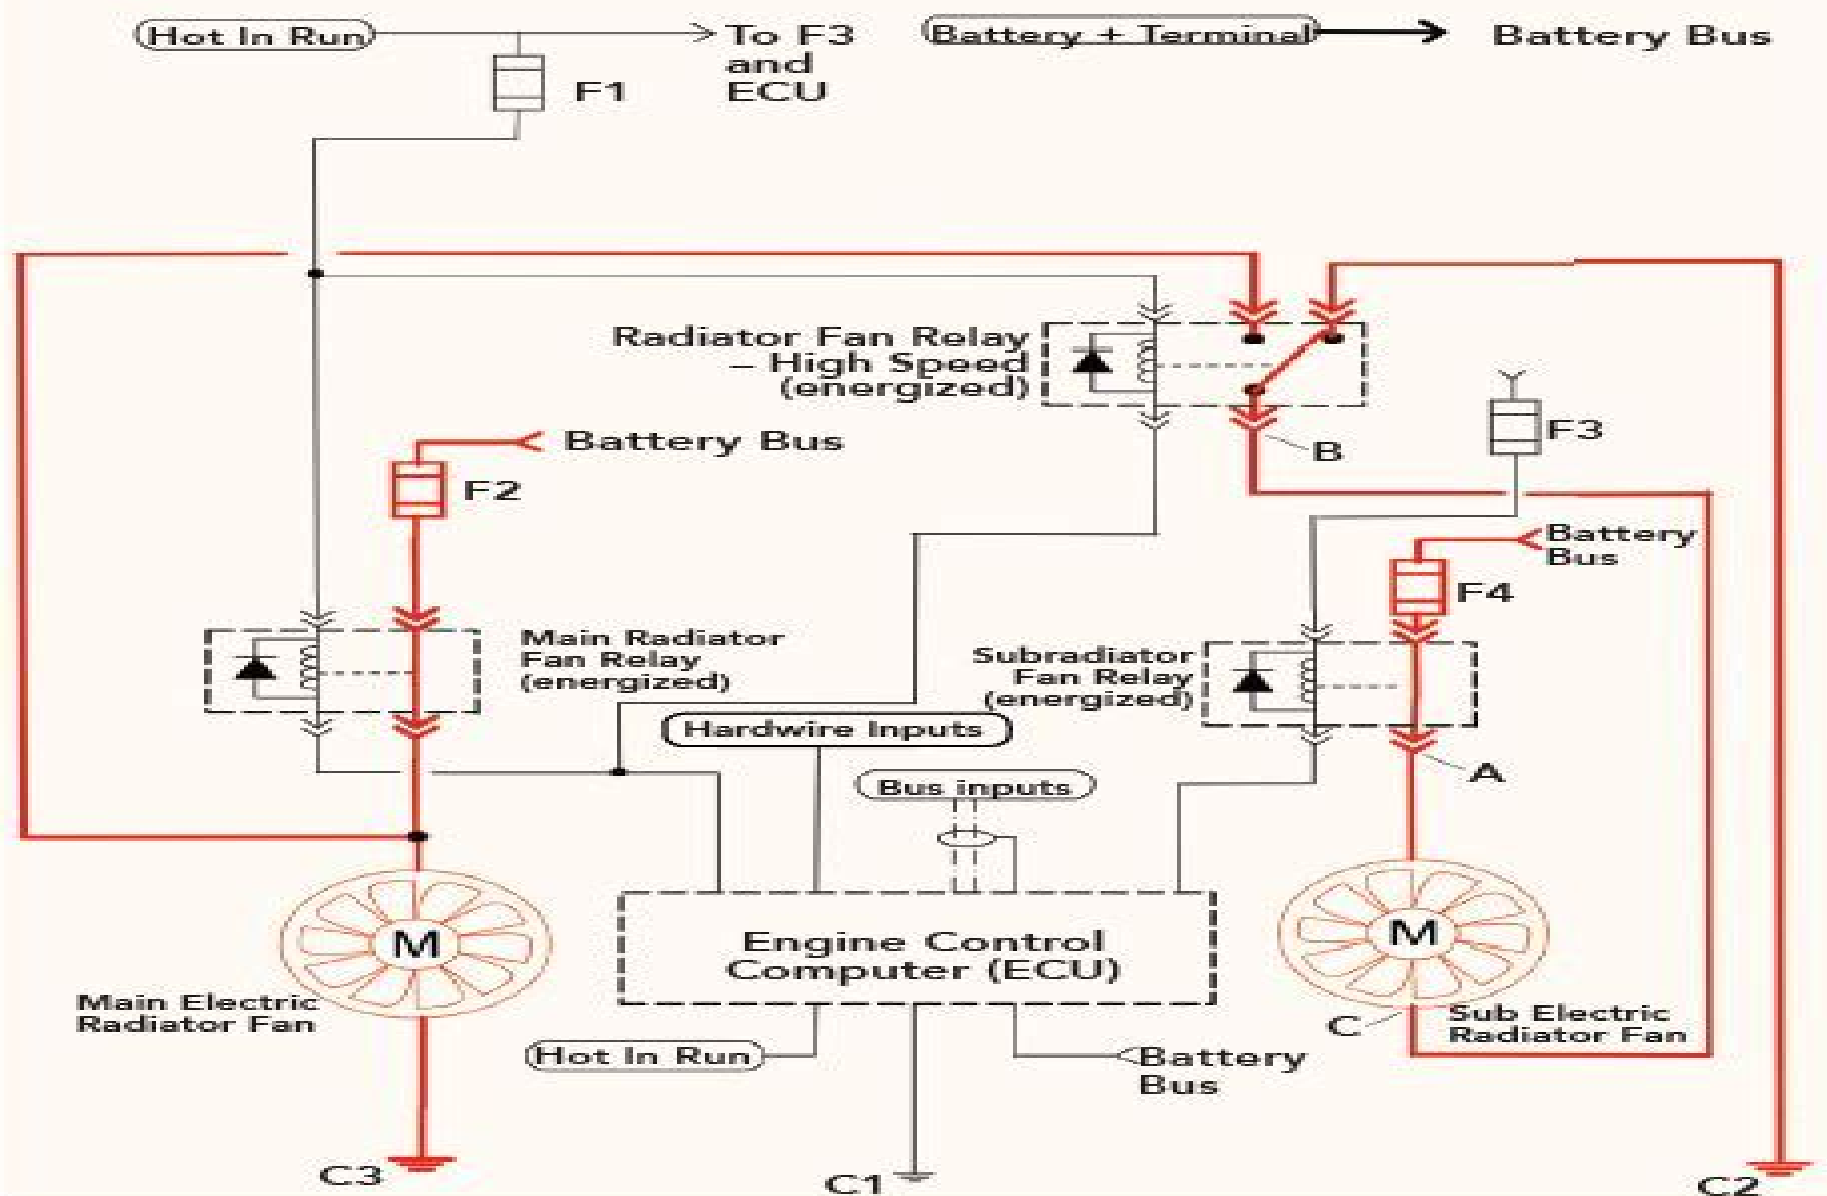 Hot In Run
To F3
and
ECU
Battery + Terminal
Battery Bus
F1
Radiator Fan Relay
– High Speed
(energized)
B
F3
Battery Bus
F2
Battery
Bus
F4
Main Radiator
Fan Relay
(energized)
Subradiator
Fan Relay
(energized)
Hardwire Inputs
Bus inputs
A
M
Main Electric
Radiator Fan
Engine Control
Computer (ECU)
M
C
Sub Electric
Radiator Fan
Hot In Run
Battery
Bus
C3
C1
C2